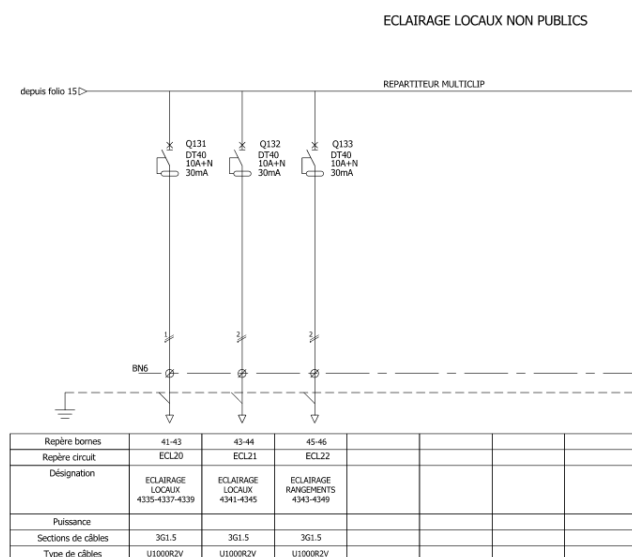 ECLAIRAGE LOCAUX NON PUBLICS
depuis folio 15
REPARTITEUR MULTICLIP
Q131
DT40
10A+N
30mA
Q132
DT40
10A+N
30mA
Q133
DT40
10A+N
30mA
1
2
2
BN6
Repère bornes 41-43 43-44 45-46
Repère circuit ECL20 ECL21 ECL22
Désignation
ECLAIRAGE ECLAIRAGE ECLAIRAGE
LOCAUX LOCAUX RANGEMENTS
4335-4337-4339 4341-4345 4343-4349
Puissance
Sections de câbles 3G1.5 3G1.5 3G1.5
Type de câbles U1000R2V U1000R2V U1000R2V